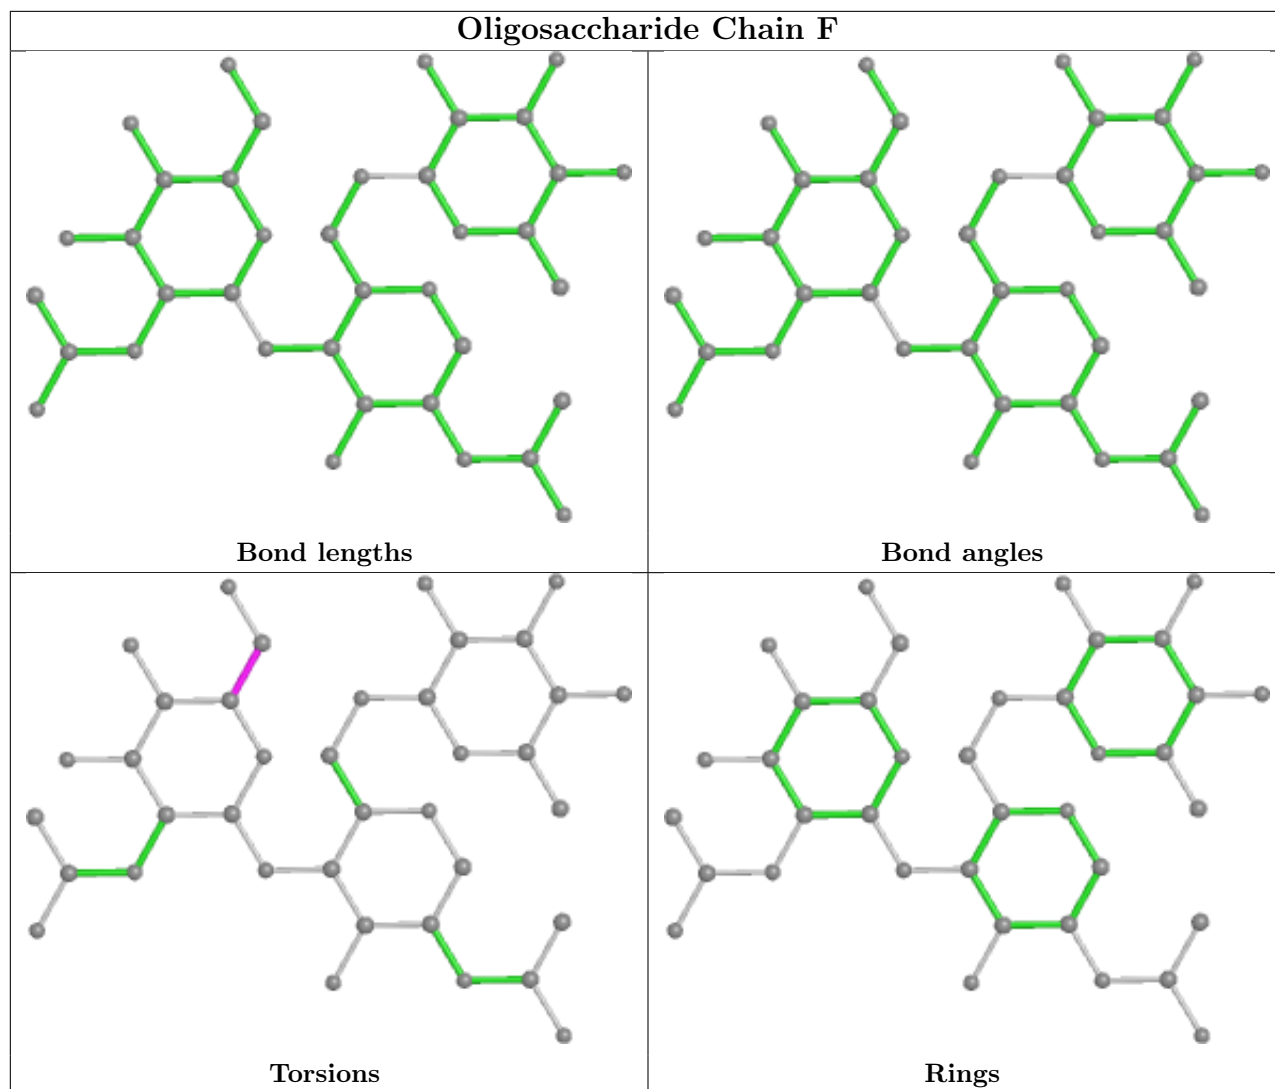 Oligosaccharide Chain F
Bond lengths
Bond angles
Torsions
Rings